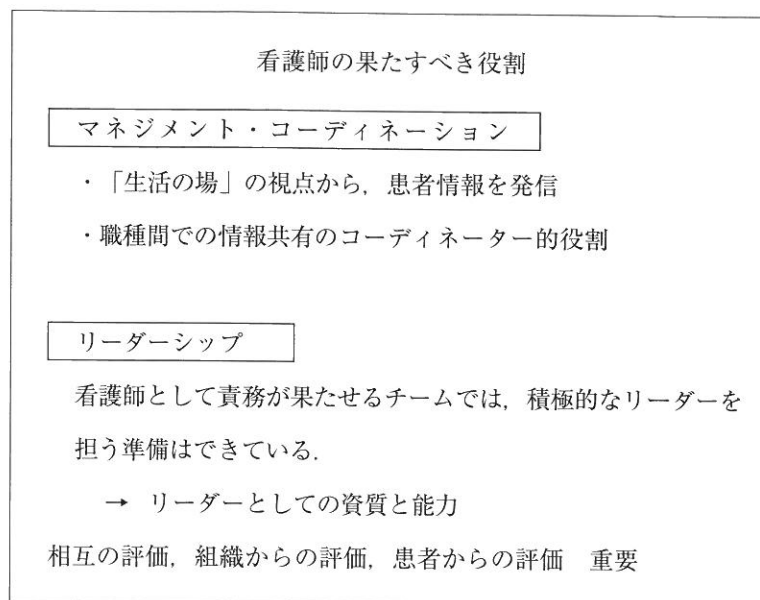 看護師の果たすべき役割
マネジメント・コーディネーション
・「生活の場」の視点から，患者情報を発信
・職種間での情報共有のコーディネーター的役割
リーダーシップ
看護師として責務が果たせるチームでは，積極的なリーダーを
担う準備はできている．
→ リーダーとしての資質と能力
相互の評価，組織からの評価，患者からの評価　重要